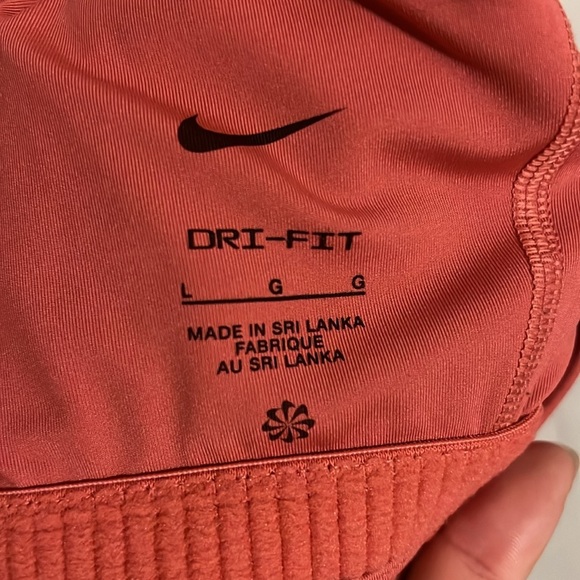 DRI-FIT
L G G
MADE IN SRI LANKA
FABRIQUE
AU SRI LANKA